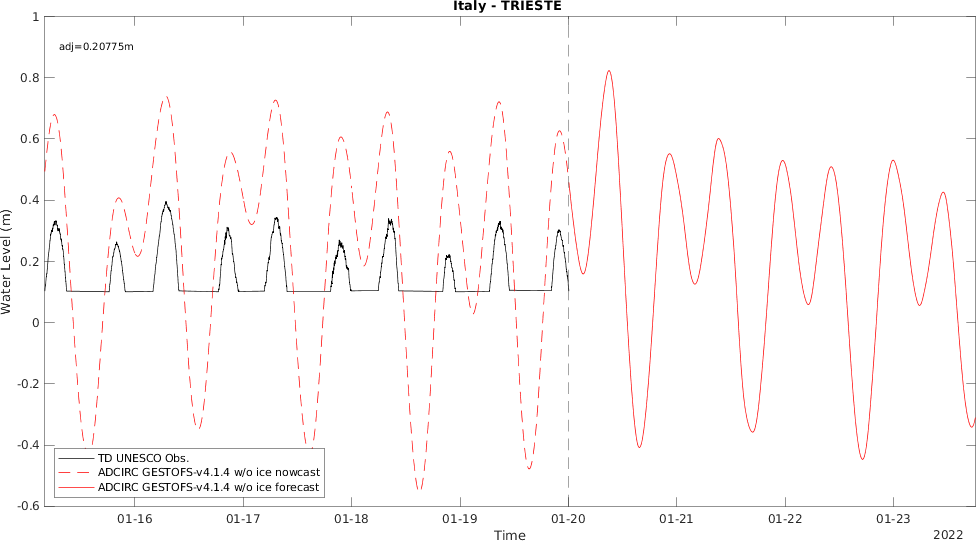 Italy - TRIESTE
adj=0.20775m
1
0.8
0.6
0.4
0.2
0
-0.2
-0.4
-0.6
Water Level (m)
TD UNESCO Obs.
ADCIRC GESTOFS-v4.1.4 w/o ice nowcast
ADCIRC GESTOFS-v4.1.4 w/o ice forecast
01-16 01-17 01-18 01-19 01-20 01-21 01-22 01-23
Time
2022